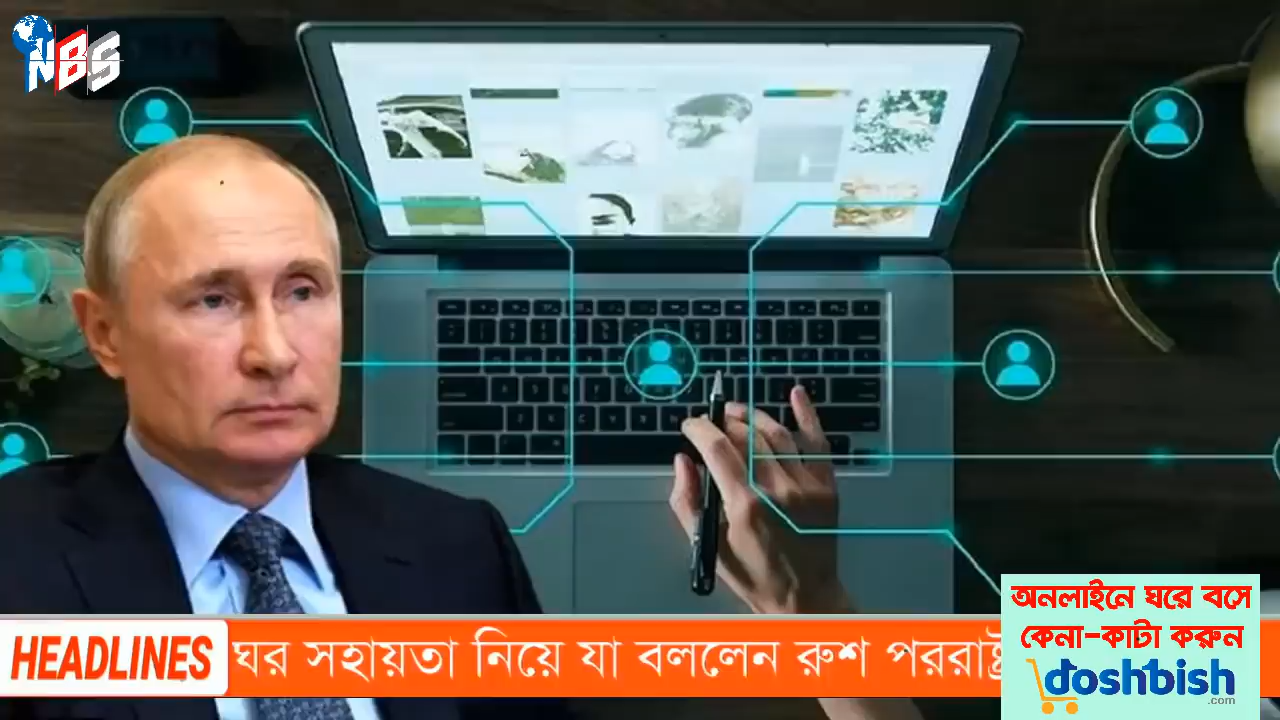 NBS
HEADLINES
ঘর সহায়তা নিয়ে যা বললেন রুশ পররাষ্ট্র
অনলাইনে ঘরে বসে
কেনা-কাটা করুন
doshbish
.com